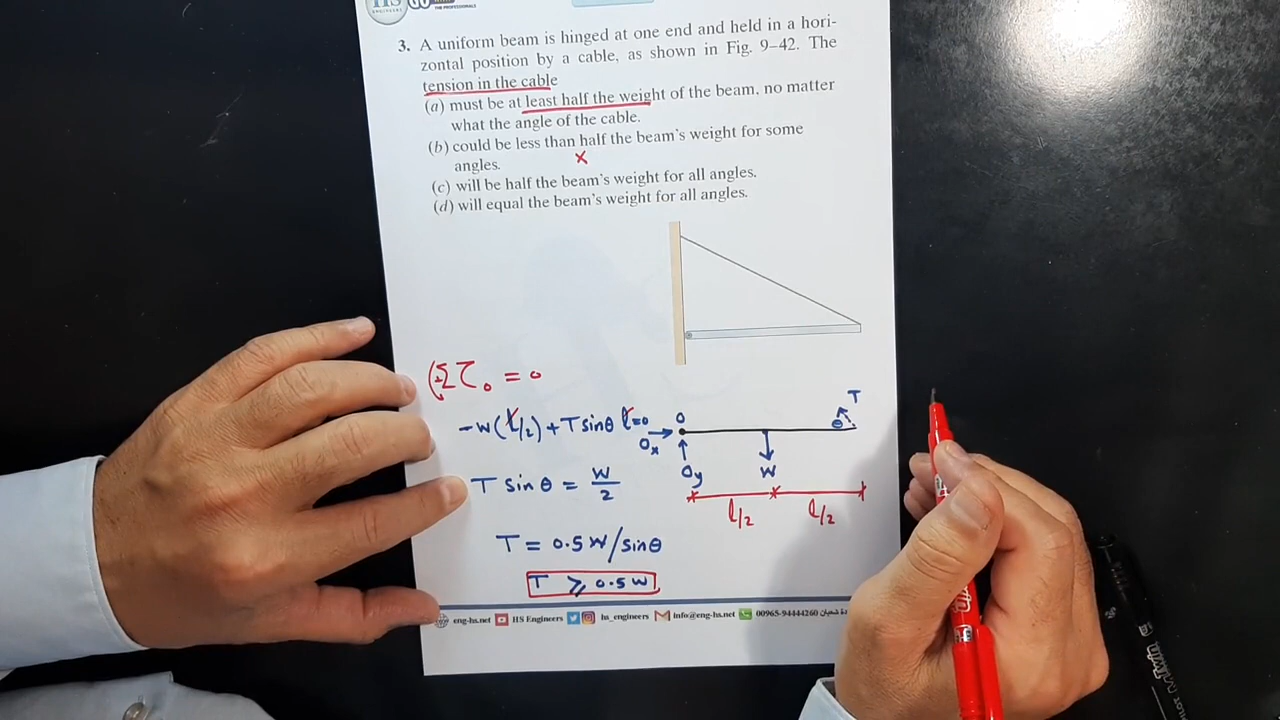 HS
ENGINEERS
THE PROFESSIONALS
3. A uniform beam is hinged at one end and held in a hori-
zontal position by a cable, as shown in Fig. 9–42. The
tension in the cable
(a) must be at least half the weight of the beam, no matter
what the angle of the cable.
(b) could be less than half the beam's weight for some
angles.
×
(c) will be half the beam's weight for all angles.
(d) will equal the beam's weight for all angles.
(+ Στ₀ = 0
-W(ℓ/2) + T sinθ ℓ = 0
T sin θ = W/2
T = 0.5 W/sinθ
T ⩾ 0.5 W
O
T
θ
Ox
Oy
W
ℓ/2
ℓ/2
eng-hs.net HS Engineers hs_engineers info@eng-hs.net 00965-94444260